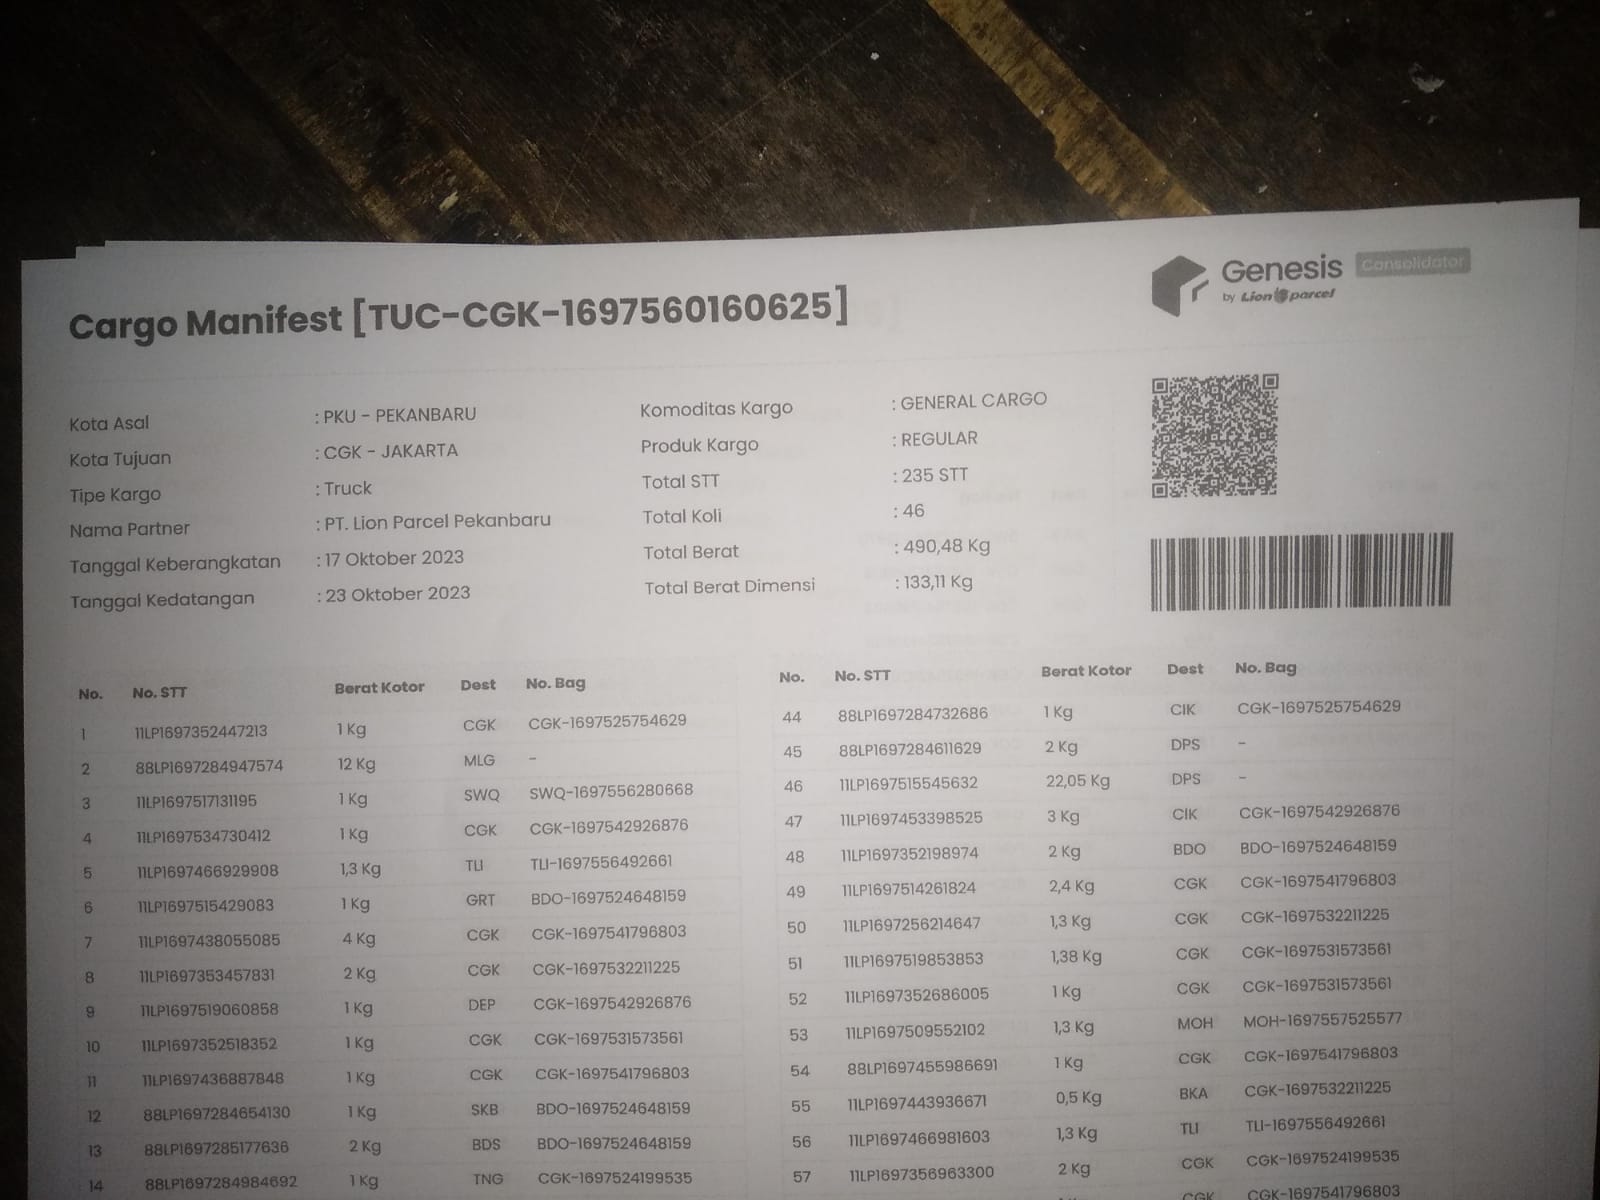 Genesis Consolidator
by Lion parcel
Cargo Manifest [TUC-CGK-1697560160625]
Kota Asal : PKU - PEKANBARU
Kota Tujuan : CGK - JAKARTA
Tipe Kargo : Truck
Nama Partner : PT. Lion Parcel Pekanbaru
Tanggal Keberangkatan : 17 Oktober 2023
Tanggal Kedatangan : 23 Oktober 2023
Komoditas Kargo : GENERAL CARGO
Produk Kargo : REGULAR
Total STT : 235 STT
Total Koli : 46
Total Berat : 490,48 Kg
Total Berat Dimensi : 133,11 Kg
No. No. STT Berat Kotor Dest No. Bag
1 11LP1697352447213 1 Kg CGK CGK-1697525754629
2 88LP1697284947574 12 Kg MLG -
3 11LP1697517131195 1 Kg SWQ SWQ-1697556280668
4 11LP1697534730412 1 Kg CGK CGK-1697542926876
5 11LP1697466929908 1,3 Kg TLI TLI-1697556492661
6 11LP1697515429083 1 Kg GRT BDO-1697524648159
7 11LP1697438055085 4 Kg CGK CGK-1697541796803
8 11LP1697353457831 2 Kg CGK CGK-1697532211225
9 11LP1697519060858 1 Kg DEP CGK-1697542926876
10 11LP1697352518352 1 Kg CGK CGK-1697531573561
11 11LP1697436887848 1 Kg CGK CGK-1697541796803
12 88LP1697284654130 1 Kg SKB BDO-1697524648159
13 88LP1697285177636 2 Kg BDS BDO-1697524648159
14 88LP1697284984692 1 Kg TNG CGK-1697524199535
No. No. STT Berat Kotor Dest No. Bag
44 88LP1697284732686 1 Kg CIK CGK-1697525754629
45 88LP1697284611629 2 Kg DPS -
46 11LP1697515545632 22,05 Kg DPS -
47 11LP1697453398525 3 Kg CIK CGK-1697542926876
48 11LP1697352198974 2 Kg BDO BDO-1697524648159
49 11LP1697514261824 2,4 Kg CGK CGK-1697541796803
50 11LP1697256214647 1,3 Kg CGK CGK-1697532211225
51 11LP1697519853853 1,38 Kg CGK CGK-1697531573561
52 11LP1697352686005 1 Kg CGK CGK-1697531573561
53 11LP1697509552102 1,3 Kg MOH MOH-1697557525577
54 88LP1697455986691 1 Kg CGK CGK-1697541796803
55 11LP1697443936671 0,5 Kg BKA CGK-1697532211225
56 11LP1697466981603 1,3 Kg TLI TLI-1697556492661
57 11LP1697356963300 2 Kg CGK CGK-1697524199535
CGK CGK-1697541796803